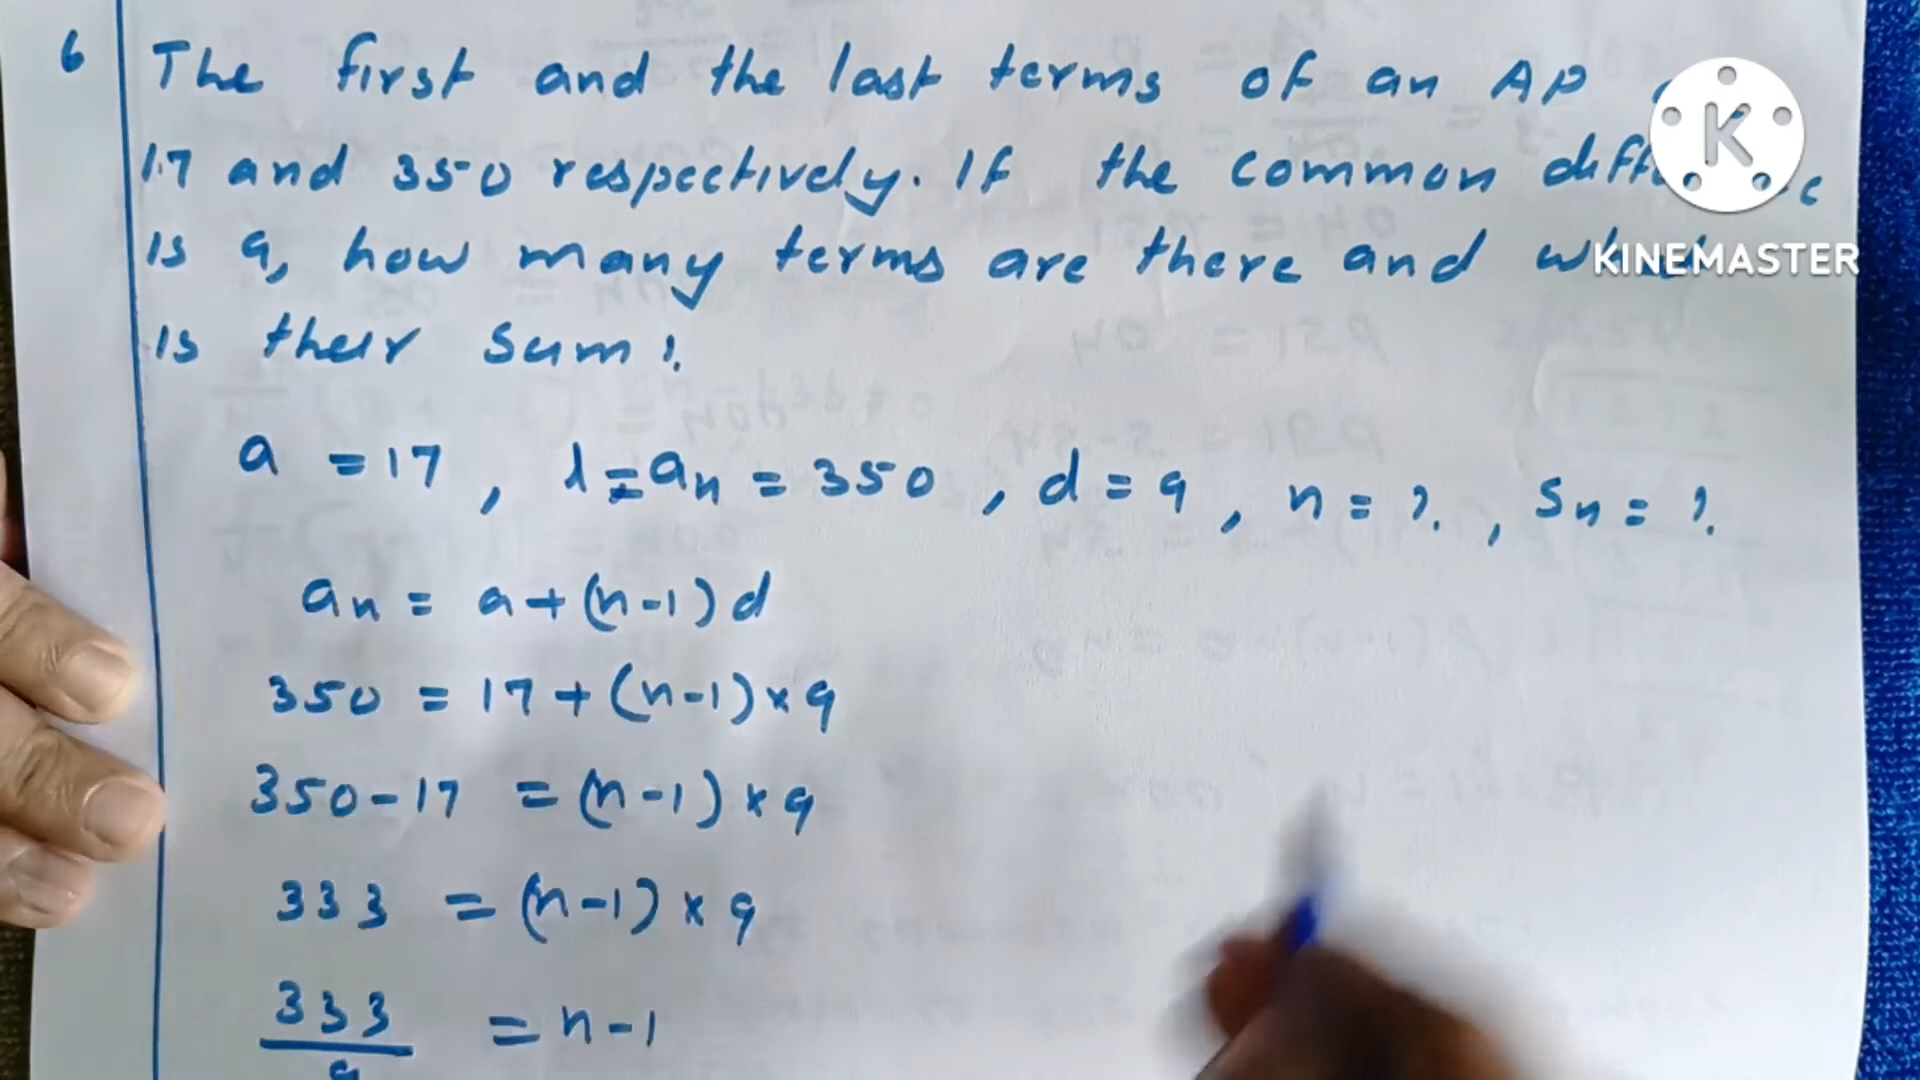 6 The first and the last terms of an AP
17 and 350 respectively. If the common
is 9, how many terms are there and
is their sum?
a = 17, l = an = 350, d = 9, n = ?, Sn = ?
an = a + (n-1) d
350 = 17 + (n-1) × 9
350 - 17 = (n-1) × 9
333 = (n-1) × 9
333/9 = n-1
K
KINEMASTER